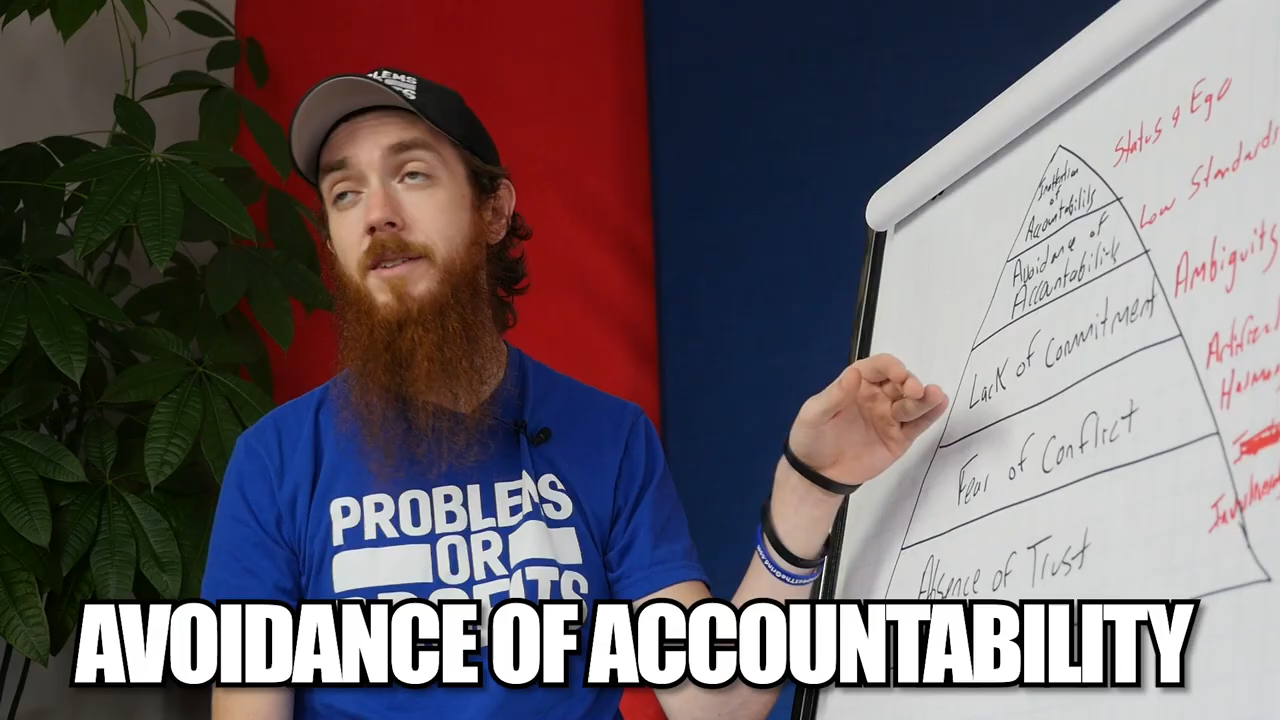 PROBLEMS
PROBLEMS
OR
Status & Ego
Low Standards
Ambiguity
of
Accountability
Avoidance of
Accountability
Lack of Commitment
Fear of Conflict
Absence of Trust
AVOIDANCE OF ACCOUNTABILITY